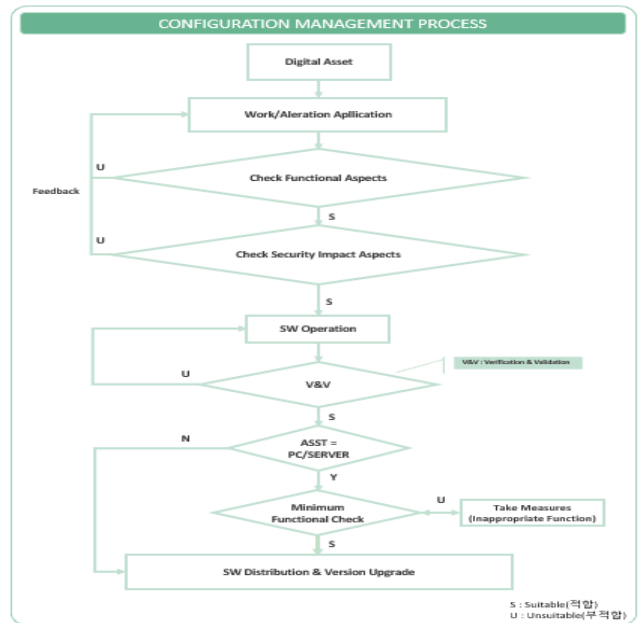 CONFIGURATION MANAGEMENT PROCESS
Digital Asset
Work/Aleration Apllication
U
Check Functional Aspects
Feedback
S
U
Check Security Impact Aspects
S
SW Operation
V&V : Verification & Validation
U
V&V
S
N
ASST =
PC/SERVER
Y
Minimum
Functional Check
U
Take Measures
(Inappropriate Function)
S
SW Distribution & Version Upgrade
S : Suitable(적합)
U : Unsuitable(부적합)